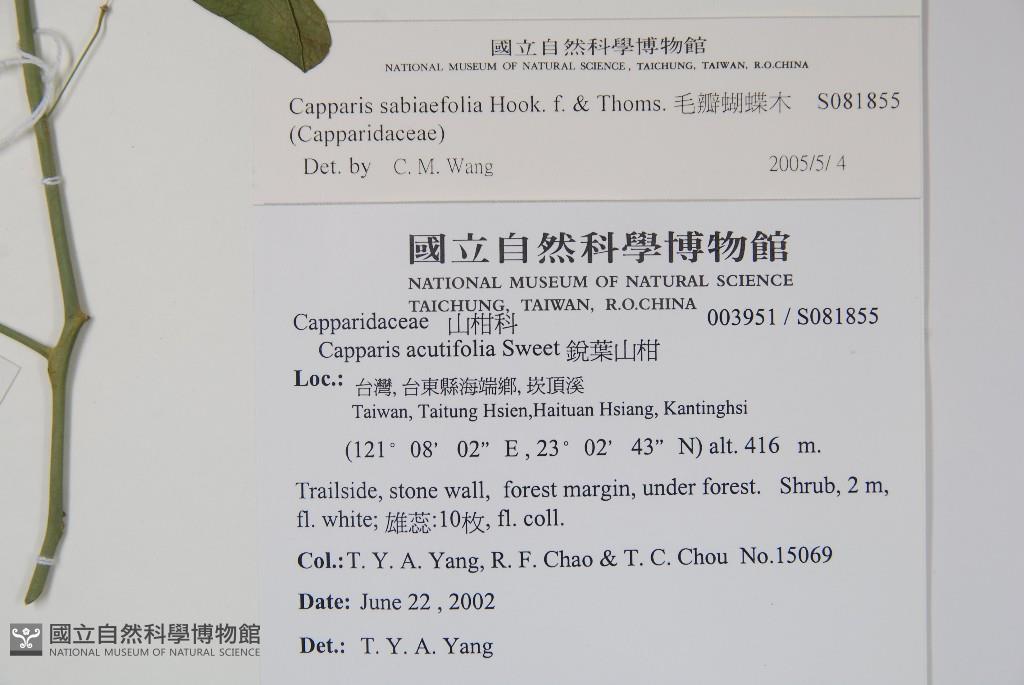 國立自然科學博物館
NATIONAL MUSEUM OF NATURAL SCIENCE, TAICHUNG, TAIWAN, R.O.CHINA
Capparis sabiaefolia Hook. f. & Thoms. 毛瓣蝴蝶木 S081855
(Capparidaceae)
Det. by C. M. Wang 2005/5/ 4
國立自然科學博物館
NATIONAL MUSEUM OF NATURAL SCIENCE
TAICHUNG, TAIWAN, R.O.CHINA
Capparidaceae 山柑科 003951 / S081855
Capparis acutifolia Sweet 銳葉山柑
Loc.: 台灣, 台東縣海端鄉, 崁頂溪
Taiwan, Taitung Hsien,Haituan Hsiang, Kantinghsi
(121° 08' 02" E , 23° 02' 43" N) alt. 416 m.
Trailside, stone wall, forest margin, under forest. Shrub, 2 m,
fl. white; 雄蕊:10枚, fl. coll.
Col.: T. Y. A. Yang, R. F. Chao & T. C. Chou No.15069
Date: June 22 , 2002
Det.: T. Y. A. Yang
國立自然科學博物館
NATIONAL MUSEUM OF NATURAL SCIENCE